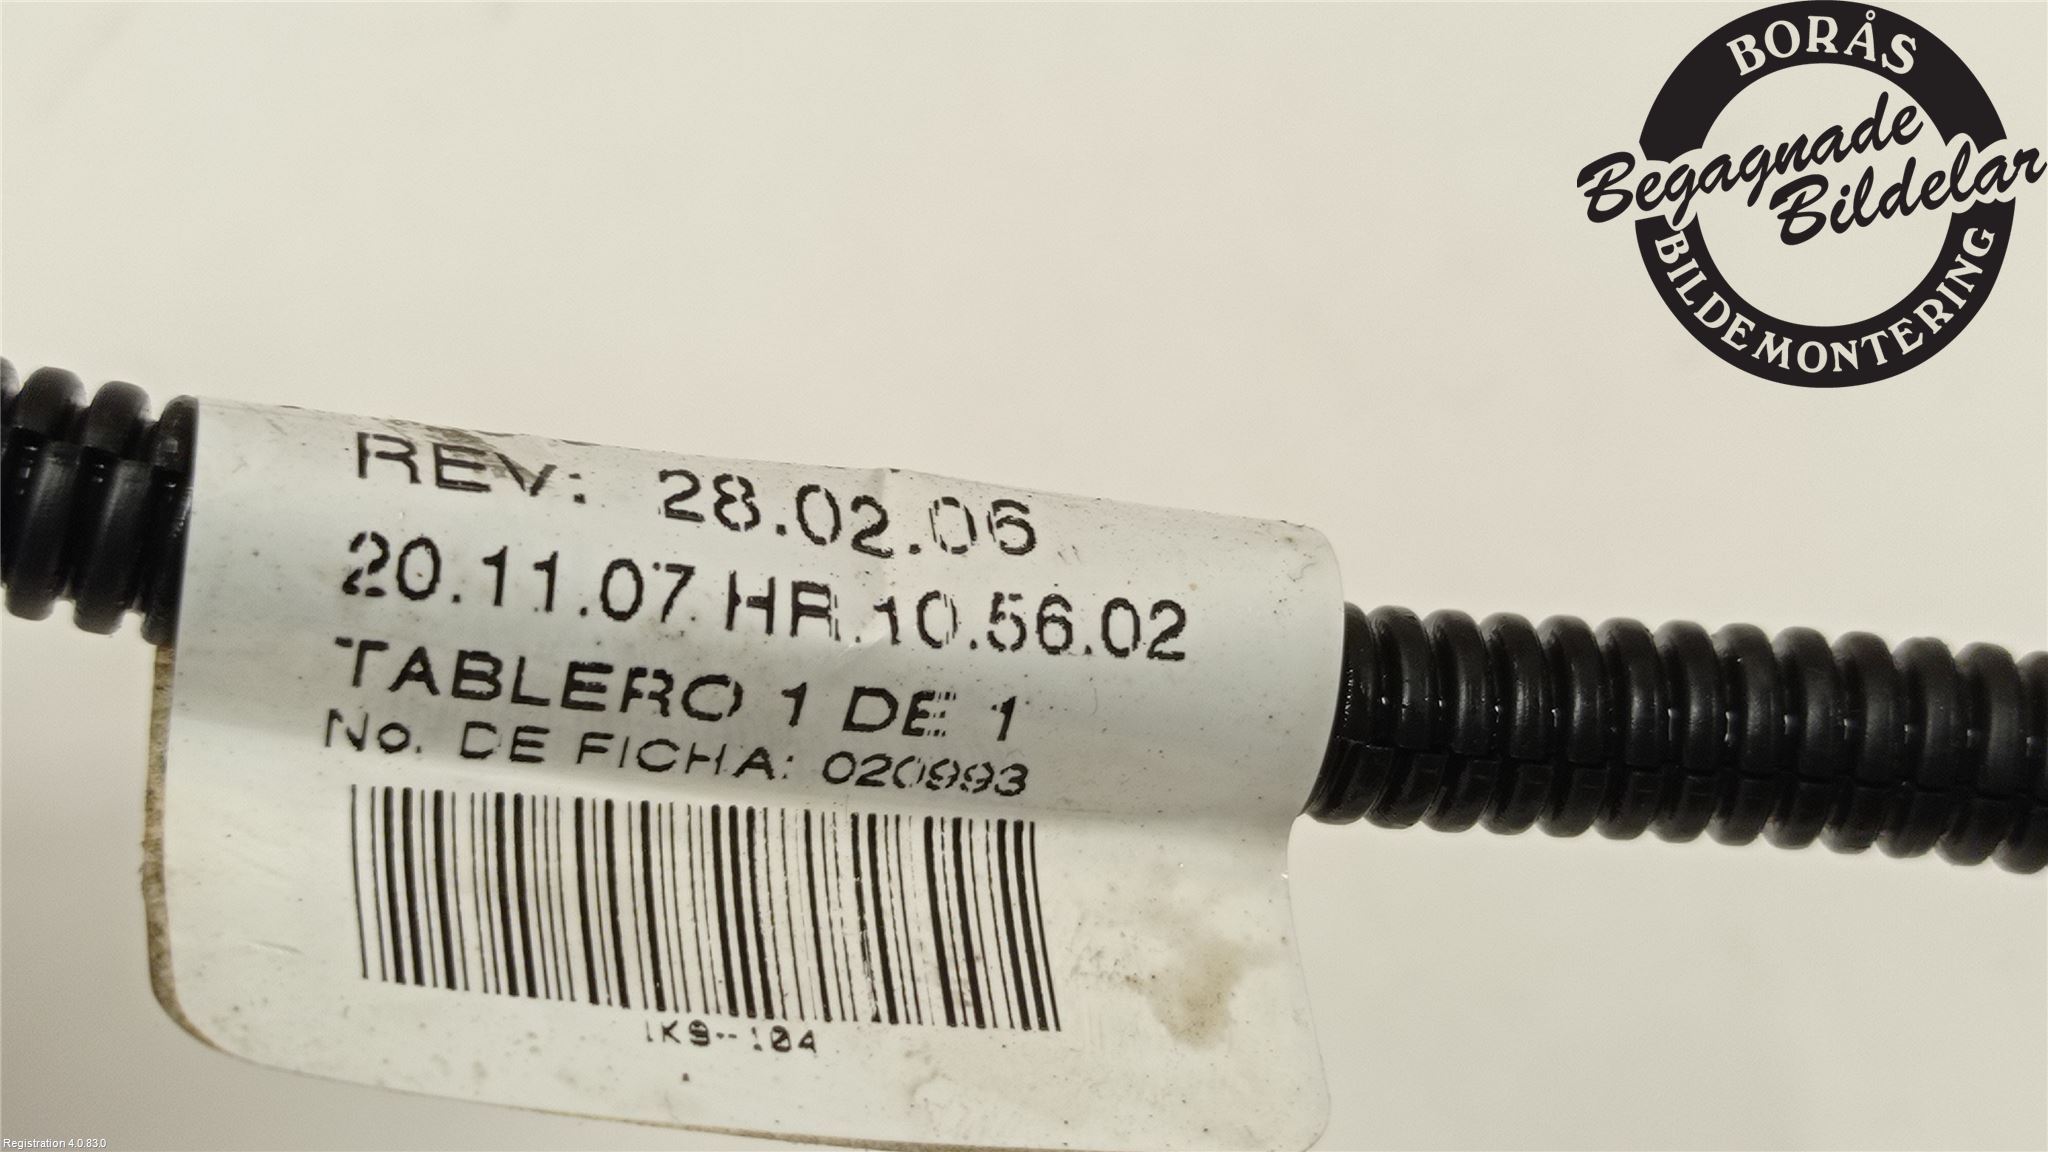 BORÅS
Begagnade
Bildelar
BILDEMONTERING
REV: 28.02.06
20.11.07 HR.10.56.02
TABLERO 1 DE 1
No. DE FICHA: 020993
1K9--104
Registration 4.0.83.0